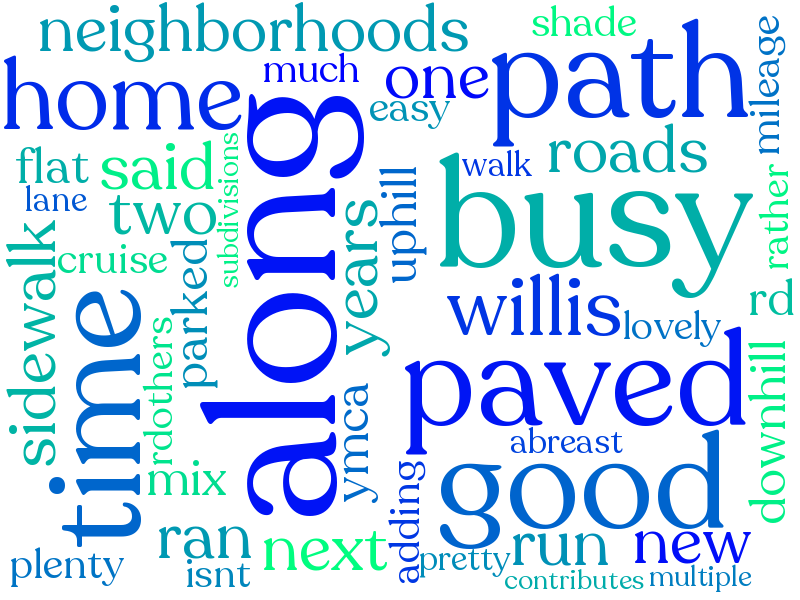 neighborhoods
shade
home
much
one
path
mileage
easy
flat
said
subdivisions
walk
roads
lane
two
uphill
busy
rather
sidewalk
cruise
parked
along
years
rd
time
rdothers
willis
lovely
paved
downhill
ymca
abreast
mix
adding
good
plenty
ran
isnt
next
pretty
run
new
contributes
multiple